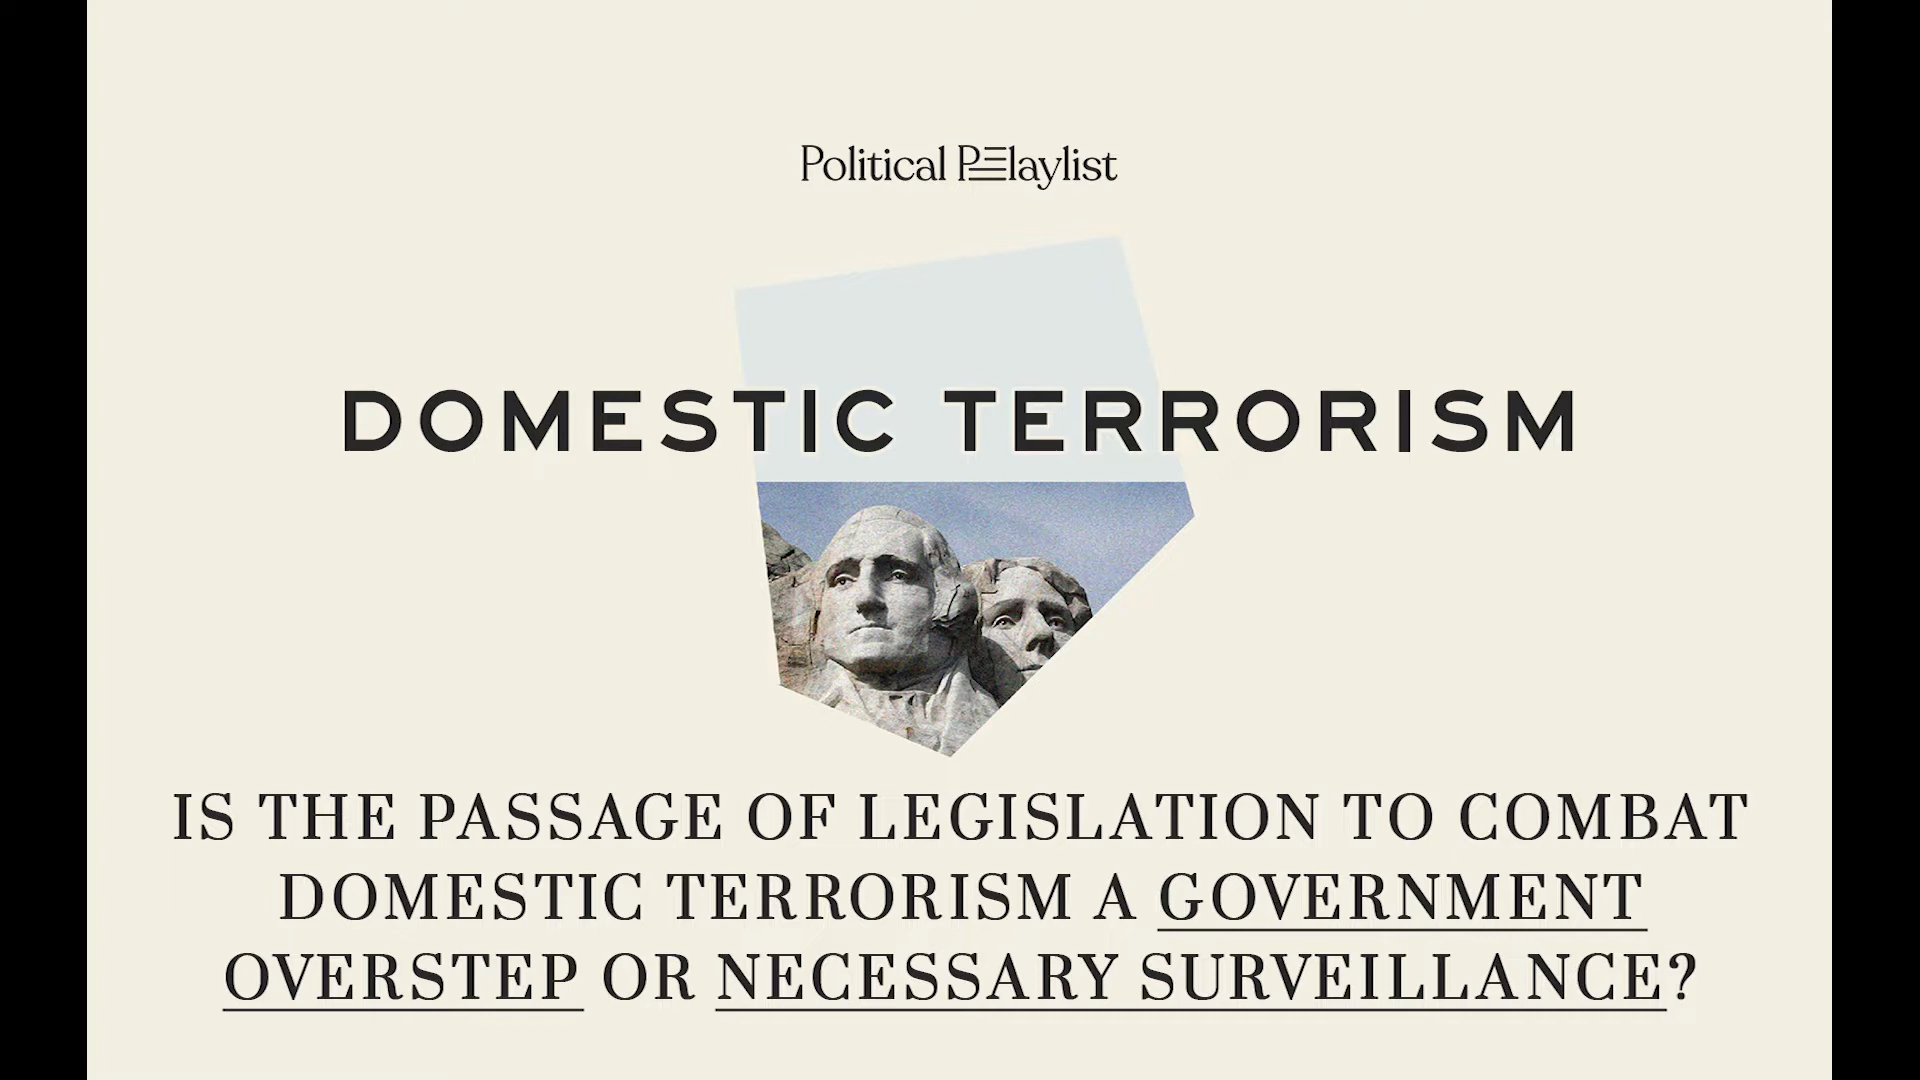 Political Playlist
DOMESTIC TERRORISM
IS THE PASSAGE OF LEGISLATION TO COMBAT
DOMESTIC TERRORISM A GOVERNMENT
OVERSTEP OR NECESSARY SURVEILLANCE?